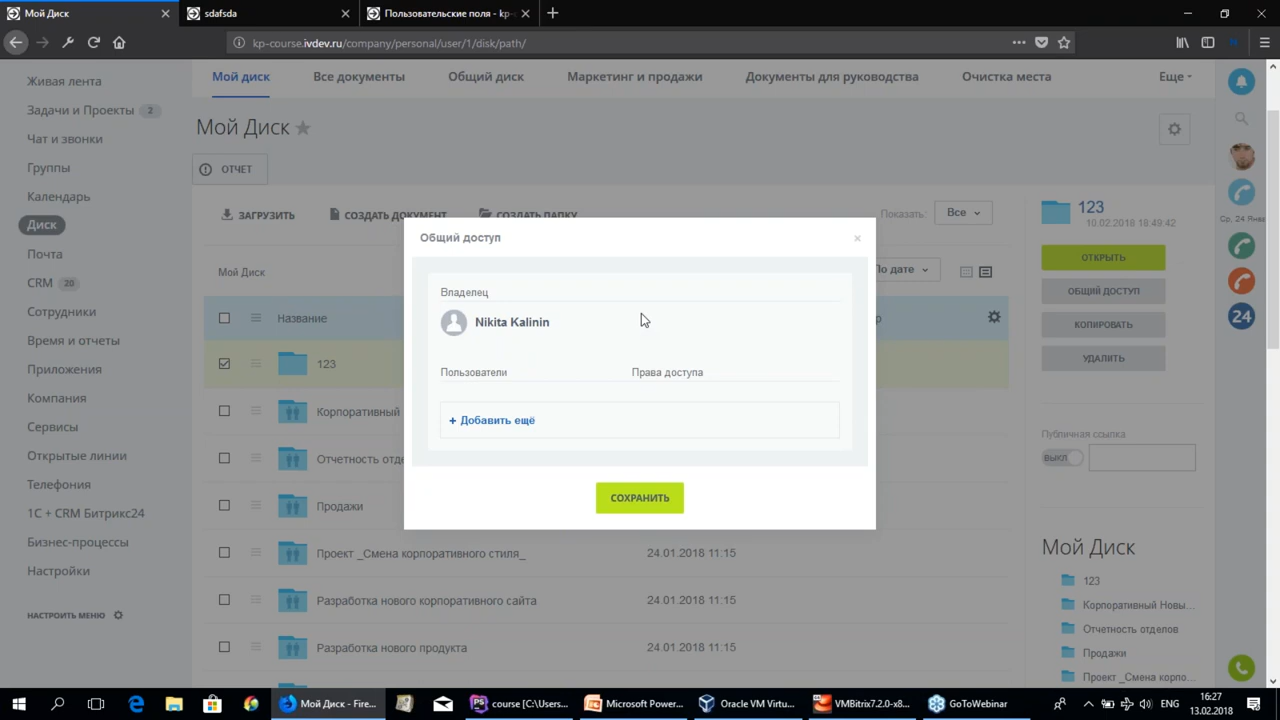 Мой Диск
sdafsda
Пользовательские поля - kp-c
kp-course.ivdev.ru/company/personal/user/1/disk/path/
Живая лента
Задачи и Проекты 2
Чат и звонки
Группы
Календарь
Диск
Почта
CRM 20
Сотрудники
Время и отчеты
Приложения
Компания
Сервисы
Открытые линии
Телефония
1С + CRM Битрикс24
Бизнес-процессы
Настройки
НАСТРОИТЬ МЕНЮ
Мой диск Все документы Общий диск Маркетинг и продажи Документы для руководства Очистка места Еще
Мой Диск
ОТЧЕТ
ЗАГРУЗИТЬ СОЗДАТЬ ДОКУМЕНТ СОЗДАТЬ ПАПКУ Показать: Все
Мой Диск По дате
Название
123
Корпоративный
Отчетность отде
Продажи
Проект _Смена корпоративного стиля_ 24.01.2018 11:15
Разработка нового корпоративного сайта 24.01.2018 11:15
Разработка нового продукта 24.01.2018 11:15
Общий доступ
Владелец
Nikita Kalinin
Пользователи Права доступа
+ Добавить ещё
СОХРАНИТЬ
123
10.02.2018 18:49:42
ОТКРЫТЬ
ОБЩИЙ ДОСТУП
КОПИРОВАТЬ
УДАЛИТЬ
Публичная ссылка
ВЫКЛ
Мой Диск
123
Корпоративный Новы...
Отчетность отделов
Продажи
Проект _Смена корпо...
Ср, 24 Янва
24
Мой Диск - Fire...
course [C:\Users...
Microsoft Power...
Oracle VM Virtu...
VMBitrix7.2.0-x8...
GoToWebinar
ENG
16:27
13.02.2018